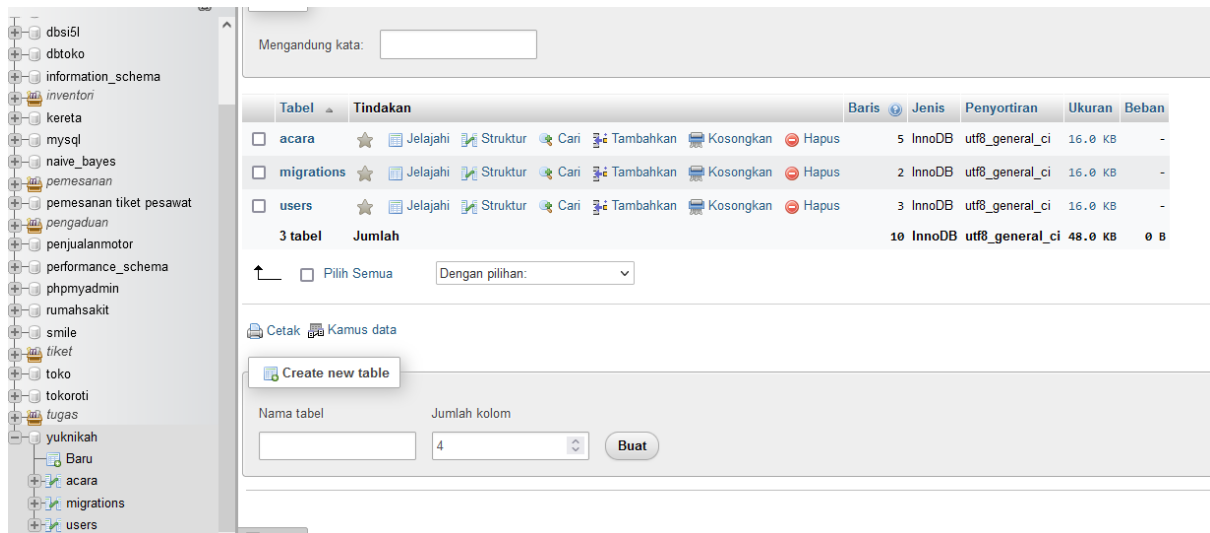 dbsi5l
dbtoko
information_schema
inventori
kereta
mysql
naive_bayes
pemesanan
pemesanan tiket pesawat
pengaduan
penjualanmotor
performance_schema
phpmyadmin
rumahsakit
smile
tiket
toko
tokoroti
tugas
yuknikah
Baru
acara
migrations
users
Mengandung kata:
Tabel Tindakan Baris Jenis Penyortiran Ukuran Beban
acara Jelajahi Struktur Cari Tambahkan Kosongkan Hapus 5 InnoDB utf8_general_ci 16.0 KB -
migrations Jelajahi Struktur Cari Tambahkan Kosongkan Hapus 2 InnoDB utf8_general_ci 16.0 KB -
users Jelajahi Struktur Cari Tambahkan Kosongkan Hapus 3 InnoDB utf8_general_ci 16.0 KB -
3 tabel Jumlah 10 InnoDB utf8_general_ci 48.0 KB 0 B
Pilih Semua Dengan pilihan:
Cetak Kamus data
Create new table
Nama tabel Jumlah kolom
4 Buat